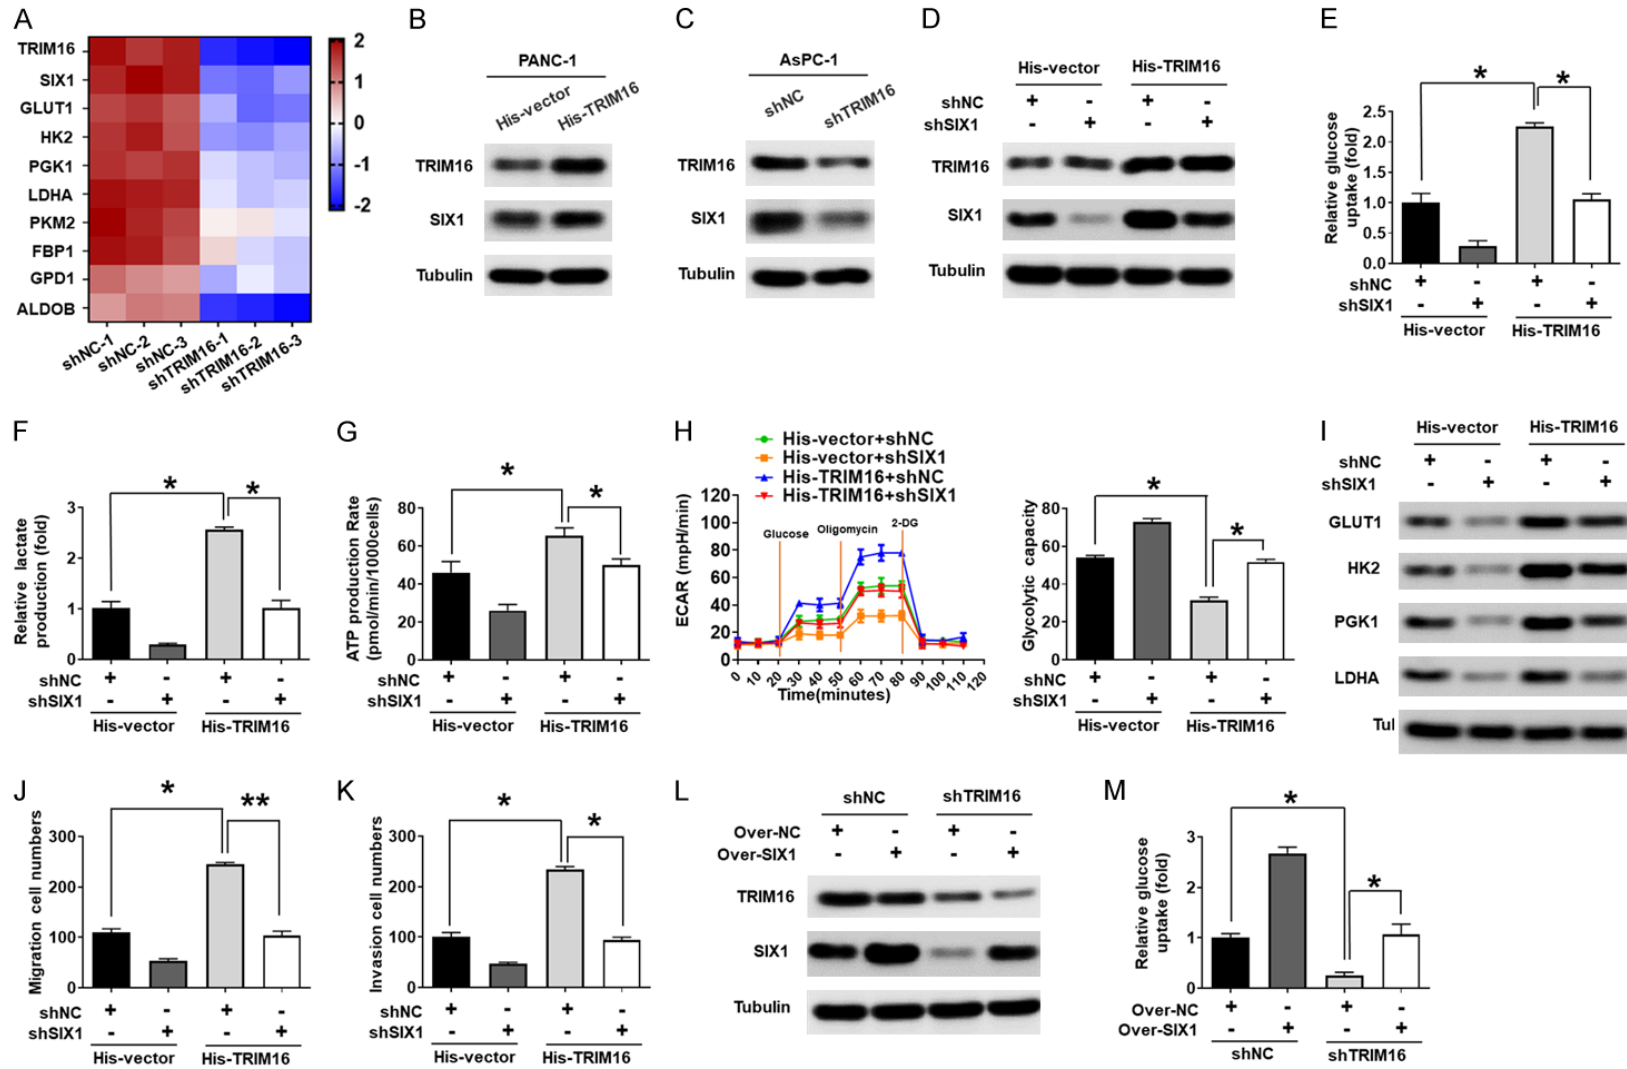 A
TRIM16
SIX1
GLUT1
HK2
PGK1
LDHA
PKM2
FBP1
GPD1
ALDOB
2
1
0
-1
-2
shNC-1
shNC-2
shNC-3
shTRIM16-1
shTRIM16-2
shTRIM16-3
B
PANC-1
His-vector
His-TRIM16
TRIM16
SIX1
Tubulin
C
AsPC-1
shNC
shTRIM16
TRIM16
SIX1
Tubulin
D
His-vector His-TRIM16
shNC + - + -
shSIX1 - + - +
TRIM16
SIX1
Tubulin
E
* *
Relative glucose
uptake (fold)
2.5
2.0
1.5
1.0
0.5
0.0
shNC + - + -
shSIX1 - + - +
His-vector His-TRIM16
F
* *
Relative lactate
production (fold)
3
2
1
0
shNC + - + -
shSIX1 - + - +
His-vector His-TRIM16
G
* *
ATP production Rate
(pmol/min/1000cells)
80
60
40
20
0
shNC + - + -
shSIX1 - + - +
His-vector His-TRIM16
H
His-vector+shNC
His-vector+shSIX1
His-TRIM16+shNC
His-TRIM16+shSIX1
ECAR (mpH/min)
120
100
80
60
40
20
0
Glucose Oligomycin 2-DG
0 10 20 30 40 50 60 70 80 90 100 110 120
Time(minutes)
* *
Glycolytic capacity
80
60
40
20
0
shNC + - + -
shSIX1 - + - +
His-vector His-TRIM16
I
His-vector His-TRIM16
shNC + - + -
shSIX1 - + - +
GLUT1
HK2
PGK1
LDHA
Tul
J
* **
Migration cell numbers
300
200
100
0
shNC + - + -
shSIX1 - + - +
His-vector His-TRIM16
K
* *
Invasion cell numbers
300
200
100
0
shNC + - + -
shSIX1 - + - +
His-vector His-TRIM16
L
shNC shTRIM16
Over-NC + - + -
Over-SIX1 - + - +
TRIM16
SIX1
Tubulin
M
* *
Relative glucose
uptake (fold)
3
2
1
0
Over-NC + - + -
Over-SIX1 - + - +
shNC shTRIM16